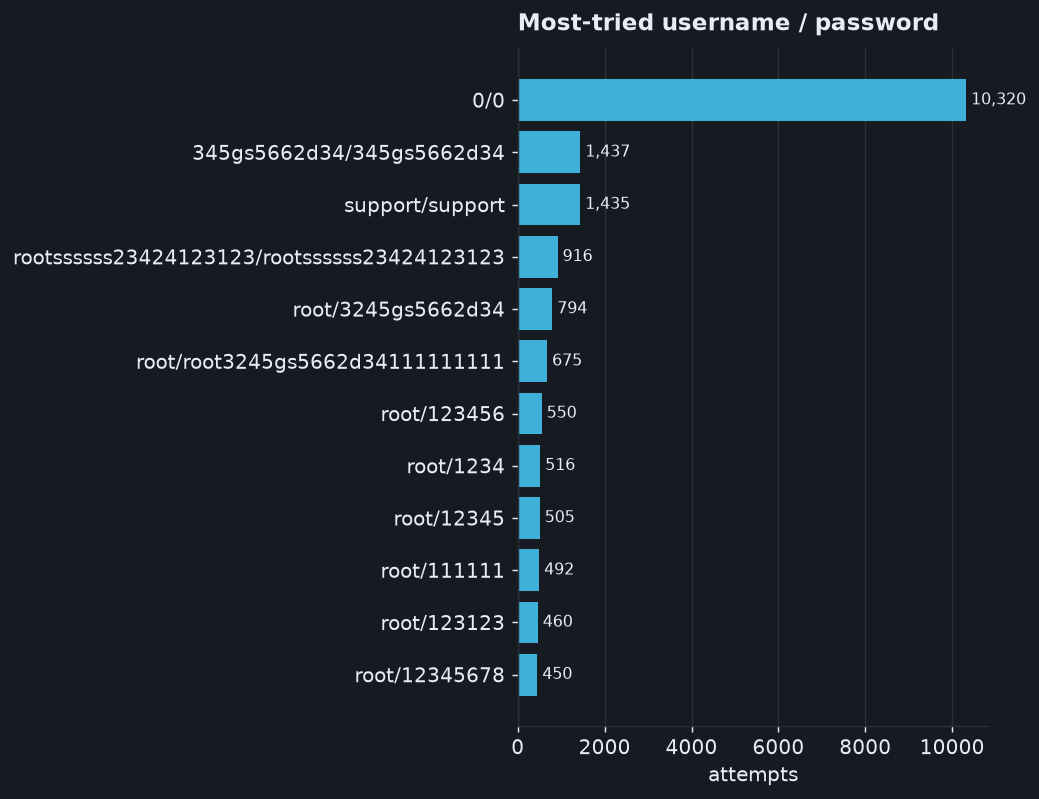 Most-tried username / password
0/0 10,320
345gs5662d34/345gs5662d34 1,437
support/support 1,435
rootssssss23424123123/rootssssss23424123123 916
root/3245gs5662d34 794
root/root3245gs5662d34111111111 675
root/123456 550
root/1234 516
root/12345 505
root/111111 492
root/123123 460
root/12345678 450
0 2000 4000 6000 8000 10000
attempts